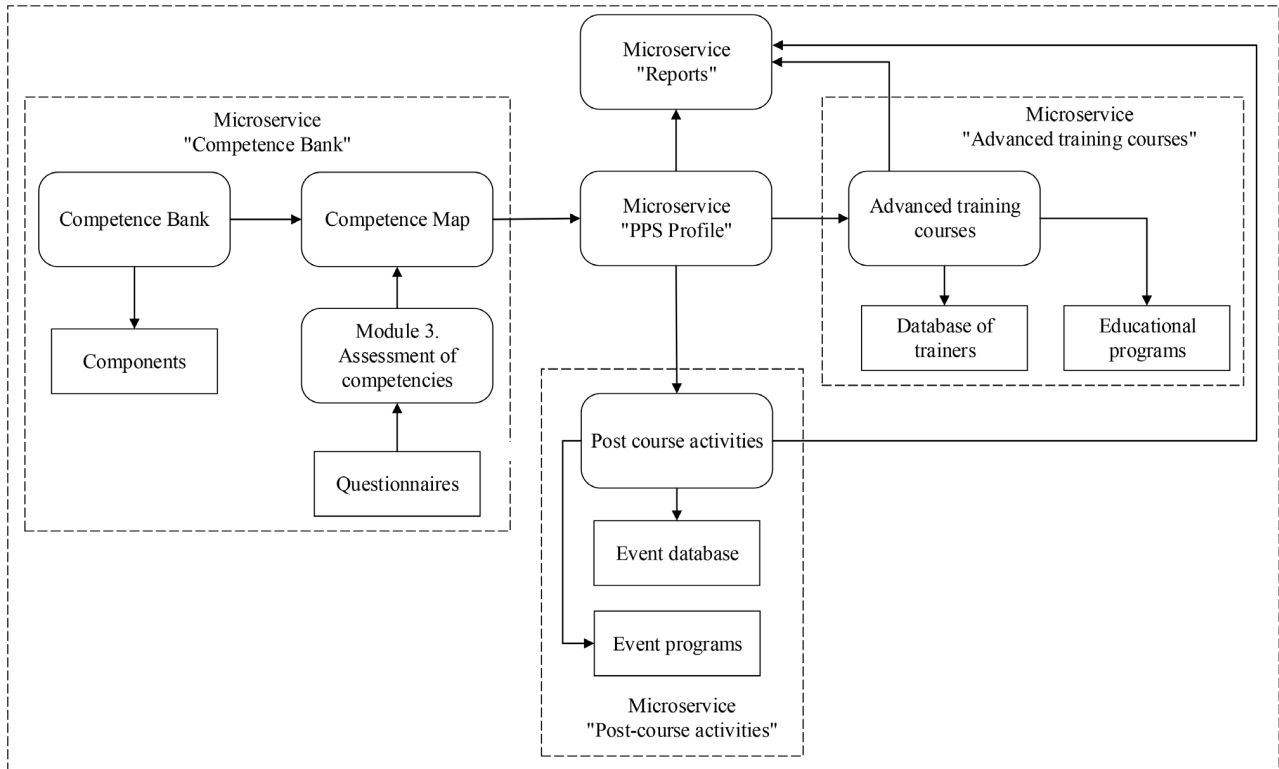 Microservice
"Reports"
Microservice
"Competence Bank"
Microservice
"Advanced training courses"
Competence Bank
Competence Map
Microservice
"PPS Profile"
Advanced training
courses
Components
Module 3.
Assessment of
competencies
Database of
trainers
Educational
programs
Questionnaires
Post course activities
Event database
Event programs
Microservice
"Post-course activities"